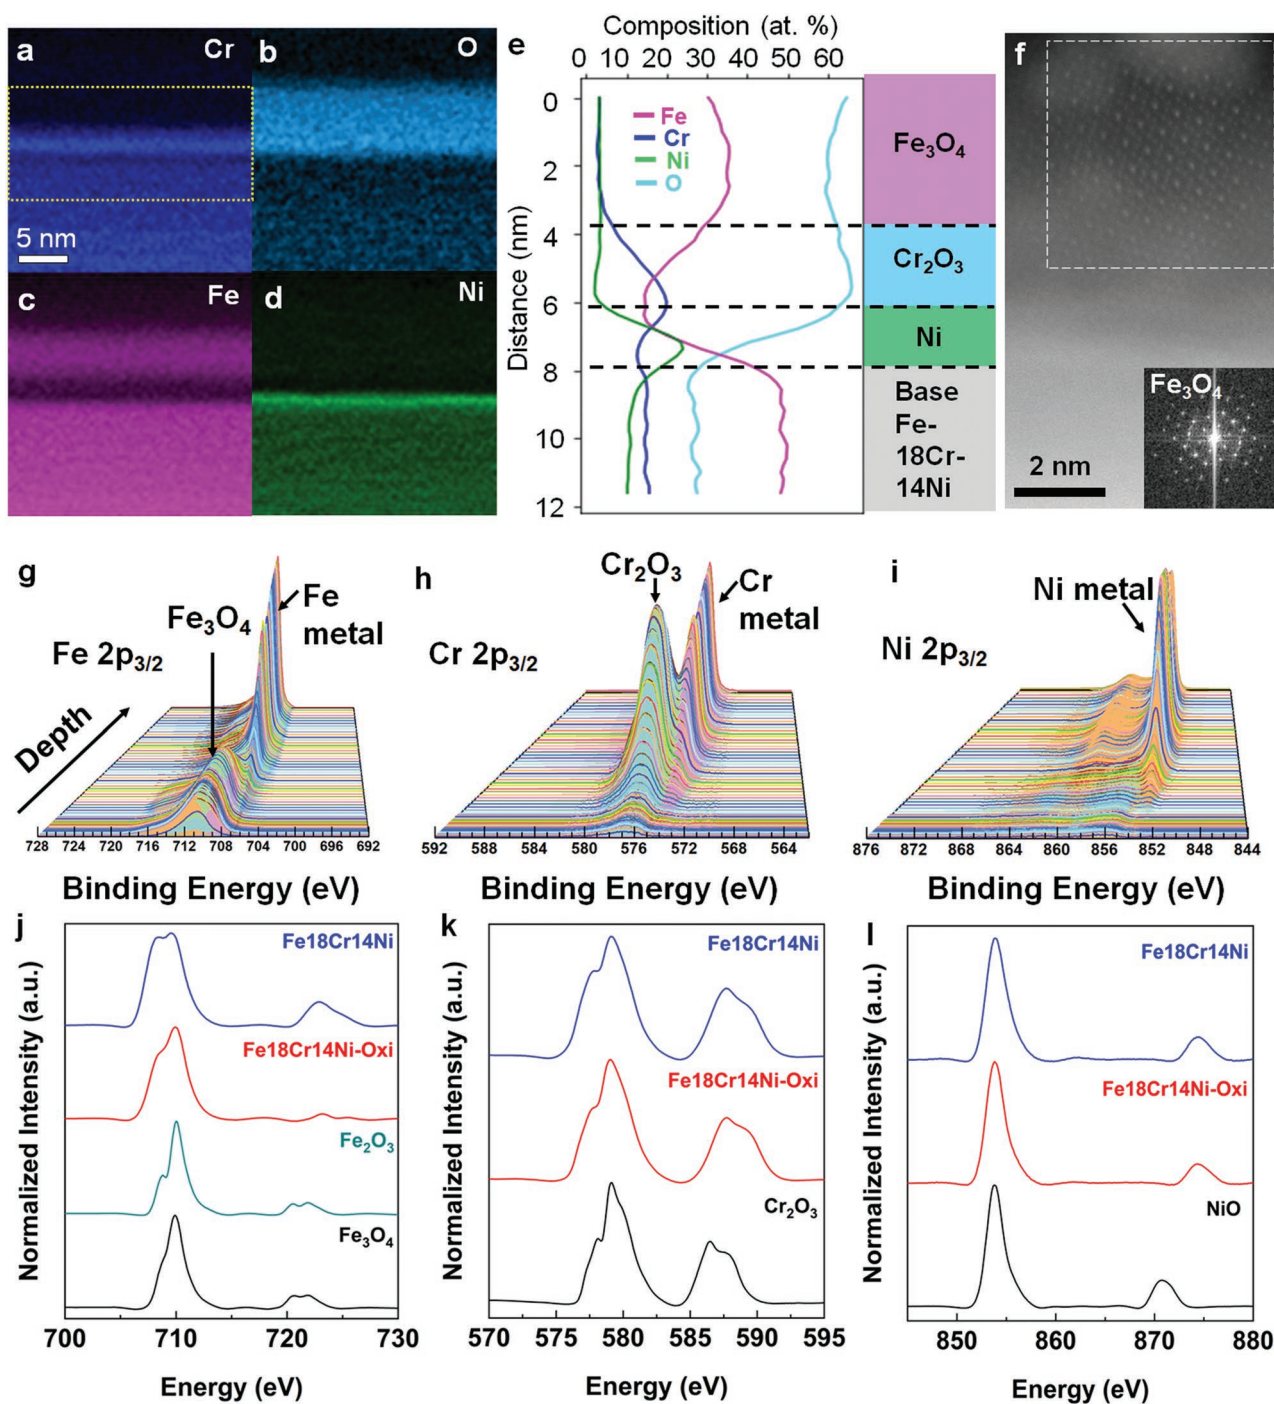 a
Cr
5 nm
b
O
c
Fe
d
Ni
e
Composition (at. %)
0 10 20 30 40 50 60
Distance (nm)
0
2
4
6
8
10
12
Fe
Cr
Ni
O
Fe3O4
Cr2O3
Ni
Base
Fe-
18Cr-
14Ni
f
2 nm
Fe3O4
g
Fe3O4
Fe
metal
Fe 2p3/2
Depth
728 724 720 716 712 708 704 700 696 692
Binding Energy (eV)
h
Cr2O3
Cr
metal
Cr 2p3/2
592 588 584 580 576 572 568 564
Binding Energy (eV)
i
Ni metal
Ni 2p3/2
876 872 868 864 860 856 852 848 844
Binding Energy (eV)
j
Fe18Cr14Ni
Fe18Cr14Ni-Oxi
Fe2O3
Fe3O4
Normalized Intensity (a.u.)
700 710 720 730
Energy (eV)
k
Fe18Cr14Ni
Fe18Cr14Ni-Oxi
Cr2O3
Normalized Intensity (a.u.)
570 575 580 585 590 595
Energy (eV)
l
Fe18Cr14Ni
Fe18Cr14Ni-Oxi
NiO
Normalized Intensity (a.u.)
850 860 870 880
Energy (eV)